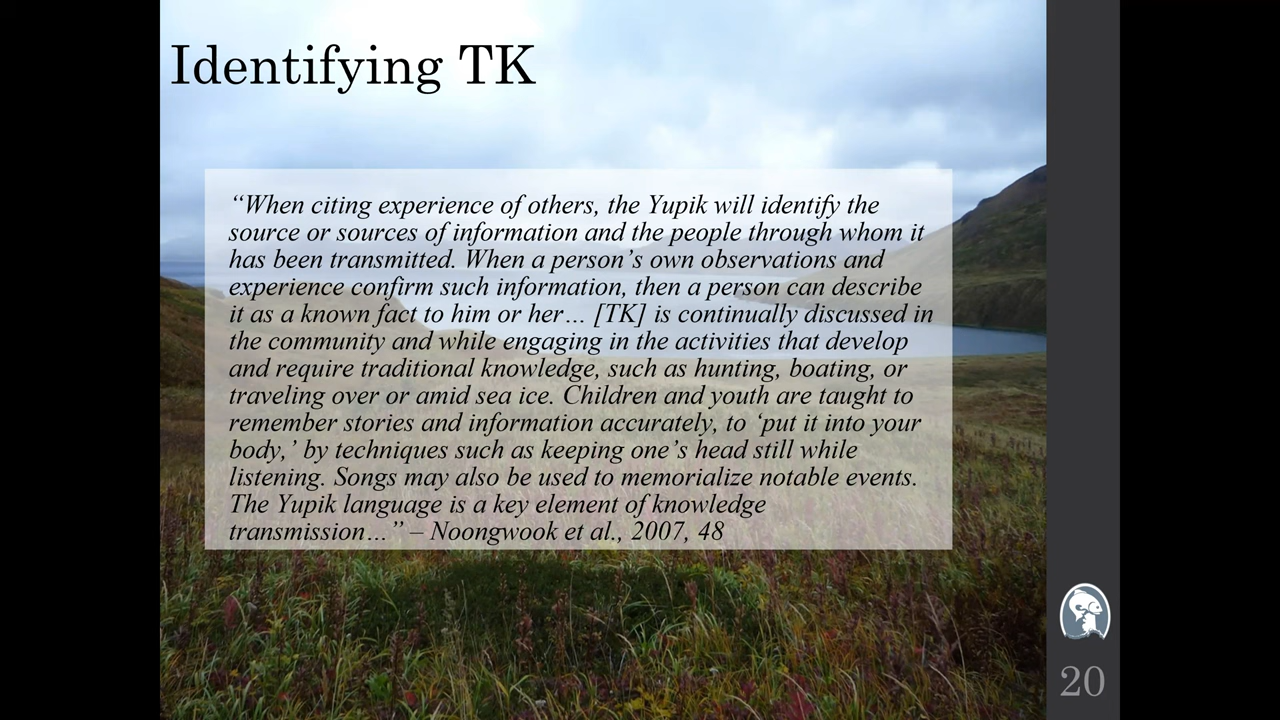 Identifying TK
“When citing experience of others, the Yupik will identify the
source or sources of information and the people through whom it
has been transmitted. When a person’s own observations and
experience confirm such information, then a person can describe
it as a known fact to him or her… [TK] is continually discussed in
the community and while engaging in the activities that develop
and require traditional knowledge, such as hunting, boating, or
traveling over or amid sea ice. Children and youth are taught to
remember stories and information accurately, to ‘put it into your
body,’ by techniques such as keeping one’s head still while
listening. Songs may also be used to memorialize notable events.
The Yupik language is a key element of knowledge
transmission…” – Noongwook et al., 2007, 48
20